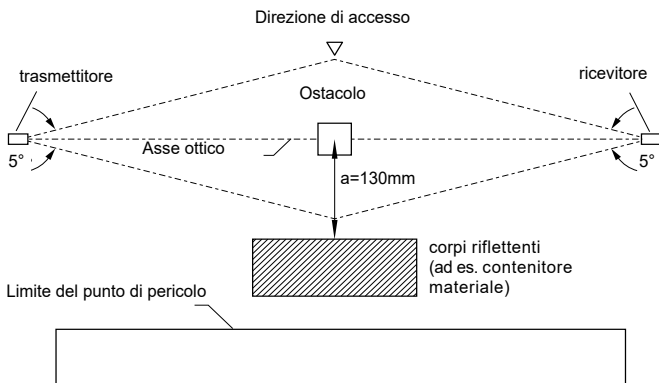 Direzione di accesso
trasmettitore
ricevitore
Ostacolo
Asse ottico
5°
5°
a=130mm
corpi riflettenti
(ad es. contenitore
materiale)
Limite del punto di pericolo